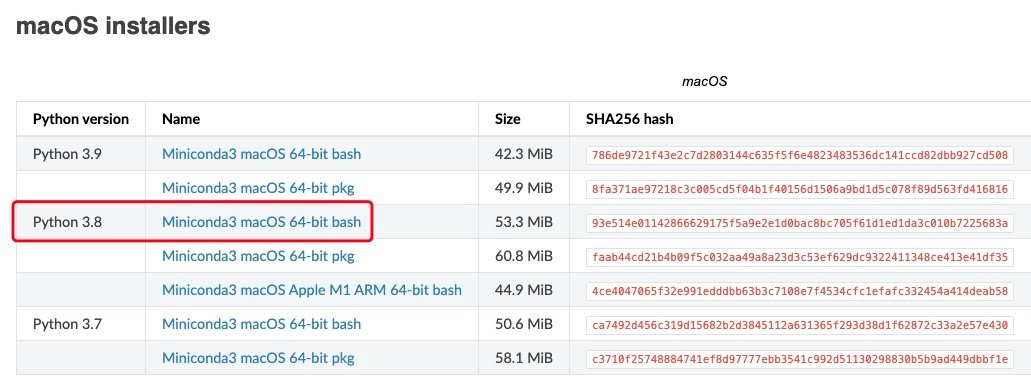 macOS installers
macOS
Python version Name Size SHA256 hash
Python 3.9 Miniconda3 macOS 64-bit bash 42.3 MiB 786de9721f43e2c7d2803144c635f5f6e4823483536dc141ccd82dbb927cd508
Miniconda3 macOS 64-bit pkg 49.9 MiB 8fa371ae97218c3c005cd5f04b1f40156d1506a9bd1d5c078f89d563fd416816
Python 3.8 Miniconda3 macOS 64-bit bash 53.3 MiB 93e514e01142866629175f5a9e2e1d0bac8bc705f61d1ed1da3c010b7225683a
Miniconda3 macOS 64-bit pkg 60.8 MiB faab44cd21b4b09f5c032aa49a8a23d3c53ef629dc9322411348ce413e41df35
Miniconda3 macOS Apple M1 ARM 64-bit bash 44.9 MiB 4ce4047065f32e991edddbb63b3c7108e7f4534cfc1efafc332454a414deab58
Python 3.7 Miniconda3 macOS 64-bit bash 50.6 MiB ca7492d456c319d15682b2d3845112a631365f293d38d1f62872c33a2e57e430
Miniconda3 macOS 64-bit pkg 58.1 MiB c3710f25748884741ef8d97777ebb3541c992d51130298830b5b9ad449dbbf1e